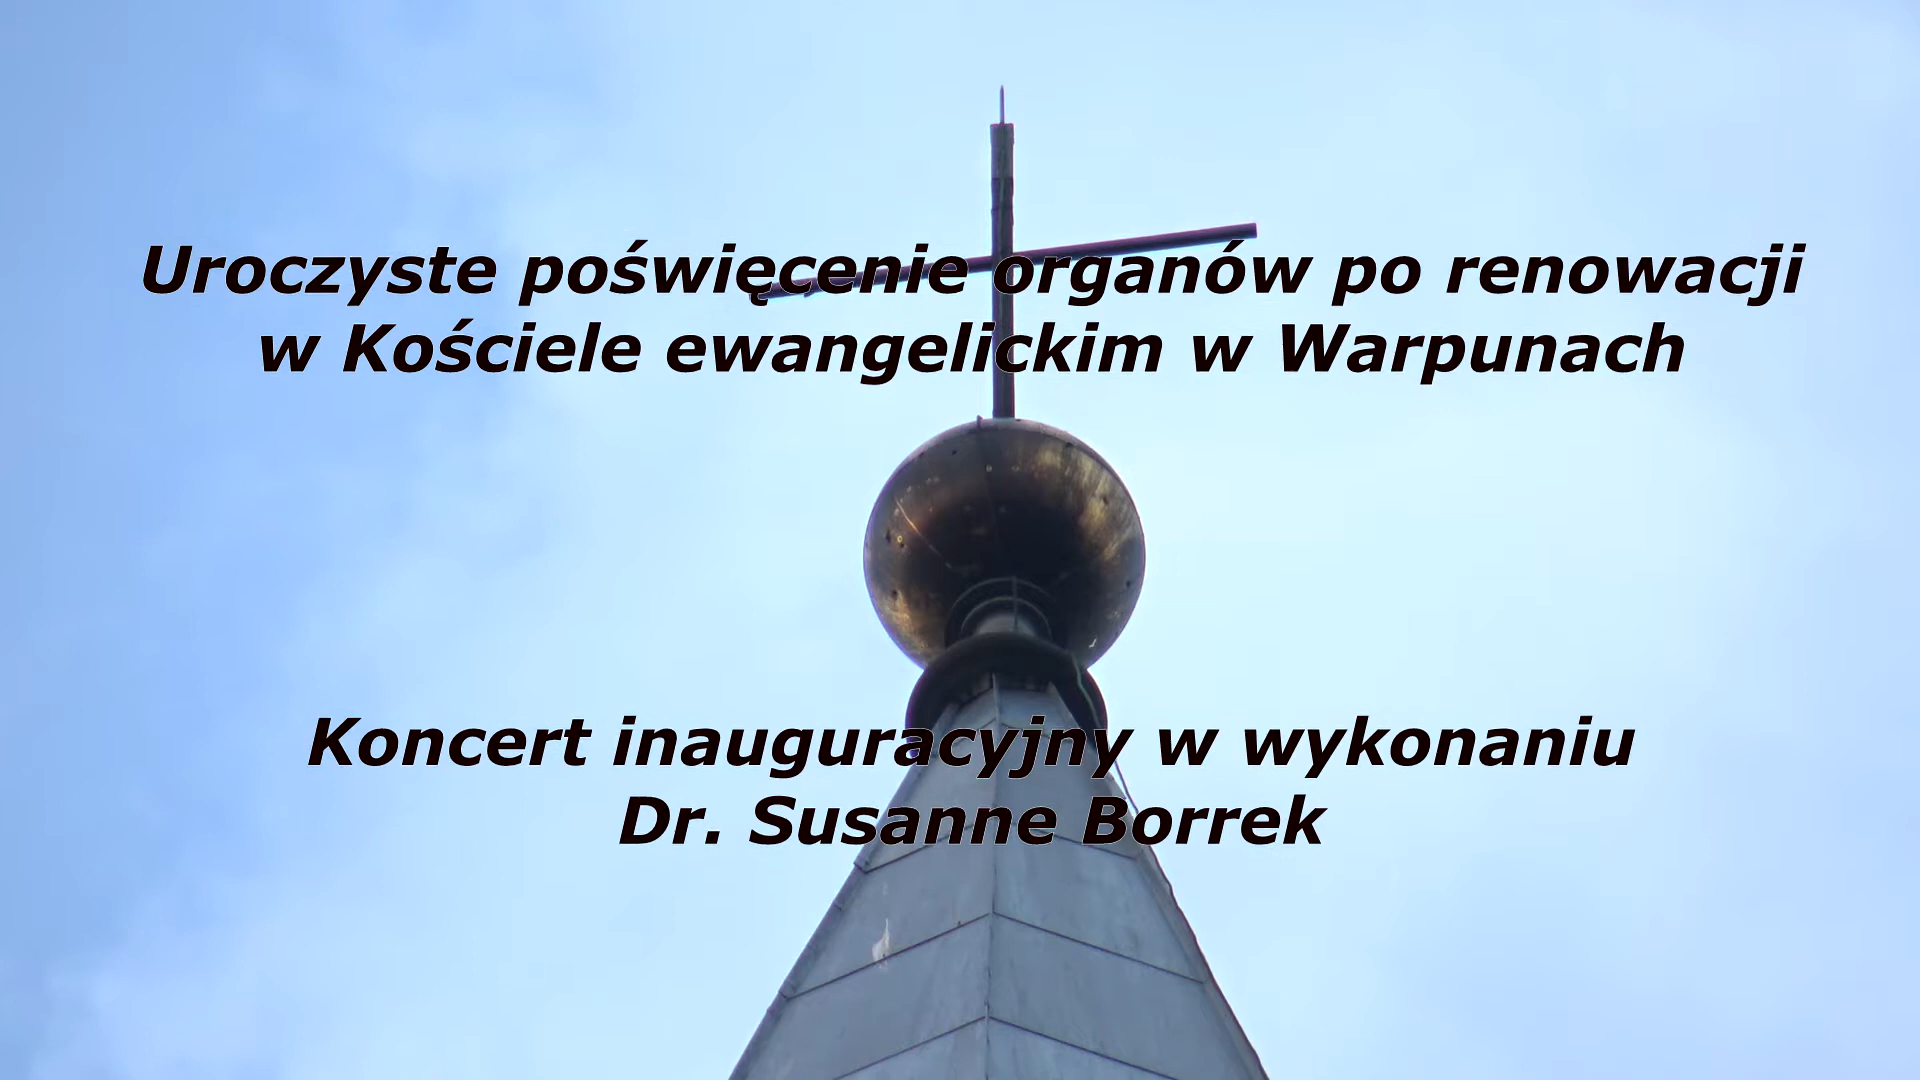 Uroczyste poświęcenie organów po renowacji
w Kościele ewangelickim w Warpunach
Koncert inauguracyjny w wykonaniu
Dr. Susanne Borrek